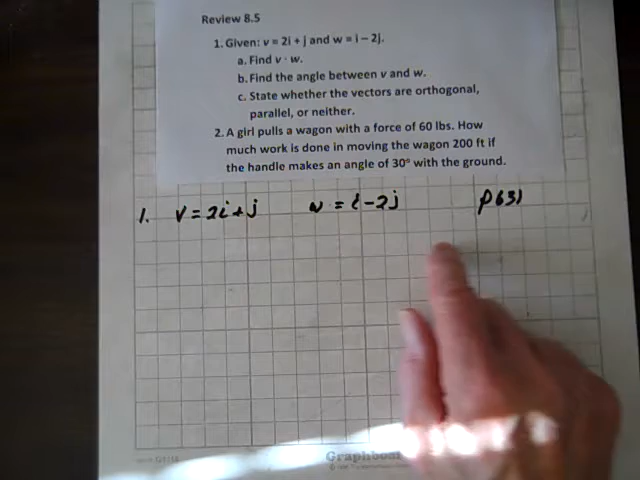 Review 8.5
1. Given: v = 2i + j and w = i – 2j.
a. Find v · w.
b. Find the angle between v and w.
c. State whether the vectors are orthogonal,
parallel, or neither.
2. A girl pulls a wagon with a force of 60 lbs. How
much work is done in moving the wagon 200 ft if
the handle makes an angle of 30° with the ground.
1. v = 2i + j w = i – 2j p631
Graphboard